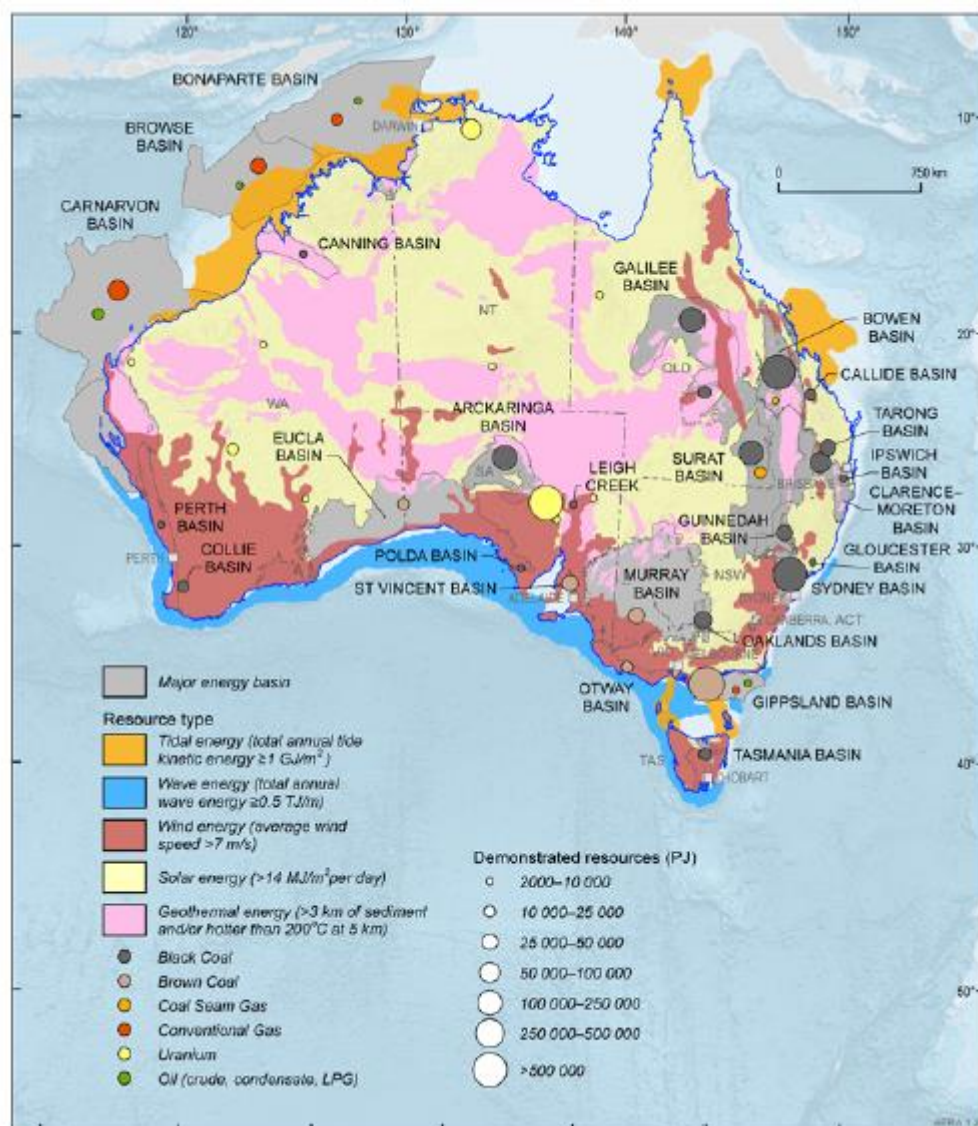 120°
130°
140°
150°
BONAPARTE BASIN
BROWSE
BASIN
DARWIN
10°
CARNARVON
BASIN
0
750 km
CANNING BASIN
GALILEE
BASIN
NT
BOWEN
BASIN
20°
QLD
CALLIDE BASIN
WA
ARCKARINGA
BASIN
TARONG
BASIN
EUCLA
BASIN
SA
LEIGH
CREEK
SURAT
BASIN
IPSWICH
BASIN
BRISBANE
CLARENCE-
MORETON
BASIN
PERTH
BASIN
GUNNEDAH
BASIN
PERTH
COLLIE
BASIN
POLDA BASIN
30°
GLOUCESTER
BASIN
ST VINCENT BASIN
ADELAIDE
MURRAY
BASIN
NSW
SYDNEY
SYDNEY BASIN
CANBERRA, ACT
OAKLANDS BASIN
MELBOURNE
OTWAY
BASIN
GIPPSLAND BASIN
TAS
TASMANIA BASIN
HOBART
40°
Major energy basin
Resource type
Tidal energy (total annual tide
kinetic energy ≥1 GJ/m²)
Wave energy (total annual
wave energy ≥0.5 TJ/m)
Wind energy (average wind
speed >7 m/s)
Solar energy (>14 MJ/m² per day)
Geothermal energy (>3 km of sediment
and/or hotter than 200°C at 5 km)
Black Coal
Brown Coal
Coal Seam Gas
Conventional Gas
Uranium
Oil (crude, condensate, LPG)
Demonstrated resources (PJ)
2000–10 000
10 000–25 000
25 000–50 000
50 000–100 000
100 000–250 000
250 000–500 000
>500 000
50°